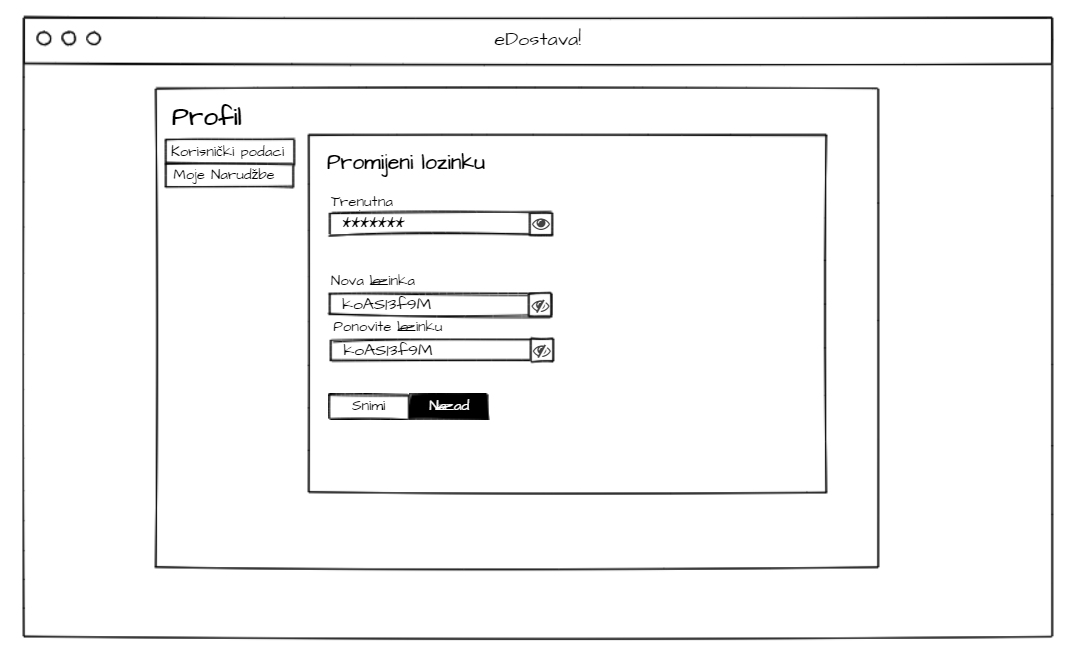 eDostava!
Profil
Korisnički podaci
Moje Narudžbe
Promijeni lozinku
Trenutna
*******
Nova lozinka
koAS13f9M
Ponovite lozinku
koAS13f9M
Snimi
Nazad